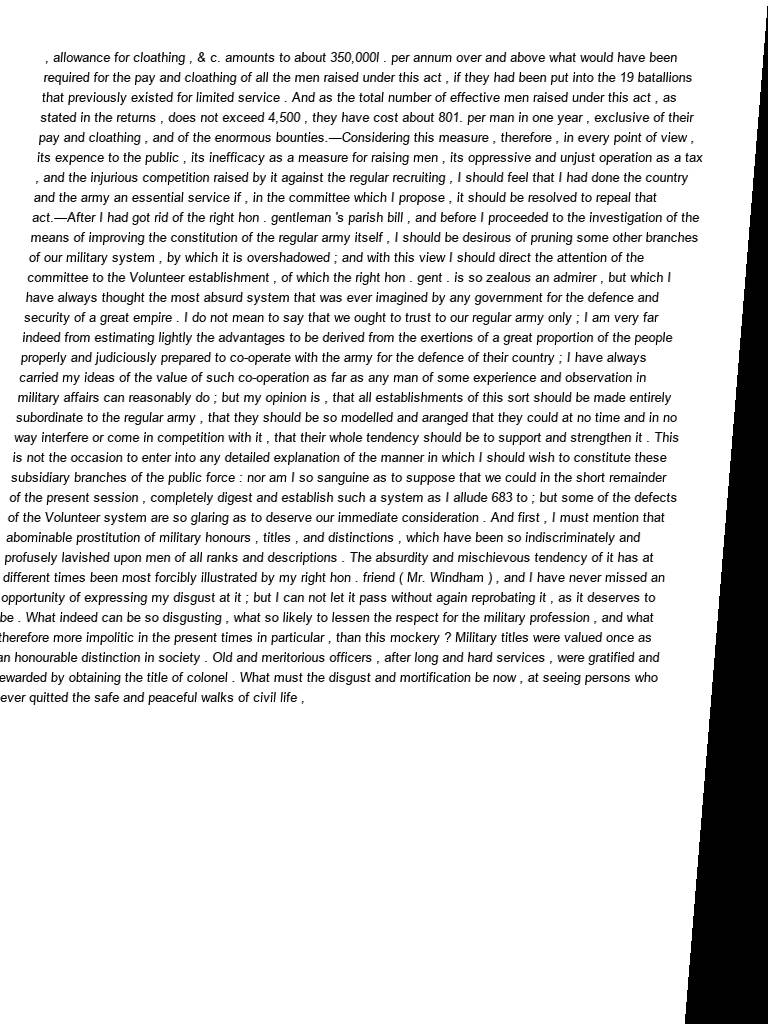 , allowance for cloathing , & c. amounts to about 350,000l . per annum over and above what would have been
required for the pay and cloathing of all the men raised under this act , if they had been put into the 19 batallions
that previously existed for limited service . And as the total number of effective men raised under this act , as
stated in the returns , does not exceed 4,500 , they have cost about 801. per man in one year , exclusive of their
pay and cloathing , and of the enormous bounties.—Considering this measure , therefore , in every point of view ,
its expence to the public , its inefficacy as a measure for raising men , its oppressive and unjust operation as a tax
, and the injurious competition raised by it against the regular recruiting , I should feel that I had done the country
and the army an essential service if , in the committee which I propose , it should be resolved to repeal that
act.—After I had got rid of the right hon . gentleman 's parish bill , and before I proceeded to the investigation of the
means of improving the constitution of the regular army itself , I should be desirous of pruning some other branches
of our military system , by which it is overshadowed ; and with this view I should direct the attention of the
committee to the Volunteer establishment , of which the right hon . gent . is so zealous an admirer , but which I
have always thought the most absurd system that was ever imagined by any government for the defence and
security of a great empire . I do not mean to say that we ought to trust to our regular army only ; I am very far
indeed from estimating lightly the advantages to be derived from the exertions of a great proportion of the people
properly and judiciously prepared to co-operate with the army for the defence of their country ; I have always
carried my ideas of the value of such co-operation as far as any man of some experience and observation in
military affairs can reasonably do ; but my opinion is , that all establishments of this sort should be made entirely
subordinate to the regular army , that they should be so modelled and aranged that they could at no time and in no
way interfere or come in competition with it , that their whole tendency should be to support and strengthen it . This
is not the occasion to enter into any detailed explanation of the manner in which I should wish to constitute these
subsidiary branches of the public force : nor am I so sanguine as to suppose that we could in the short remainder
of the present session , completely digest and establish such a system as I allude 683 to ; but some of the defects
of the Volunteer system are so glaring as to deserve our immediate consideration . And first , I must mention that
abominable prostitution of military honours , titles , and distinctions , which have been so indiscriminately and
profusely lavished upon men of all ranks and descriptions . The absurdity and mischievous tendency of it has at
different times been most forcibly illustrated by my right hon . friend ( Mr. Windham ) , and I have never missed an
opportunity of expressing my disgust at it ; but I can not let it pass without again reprobating it , as it deserves to
be . What indeed can be so disgusting , what so likely to lessen the respect for the military profession , and what
therefore more impolitic in the present times in particular , than this mockery ? Military titles were valued once as
an honourable distinction in society . Old and meritorious officers , after long and hard services , were gratified and
ewarded by obtaining the title of colonel . What must the disgust and mortification be now , at seeing persons who
ever quitted the safe and peaceful walks of civil life ,